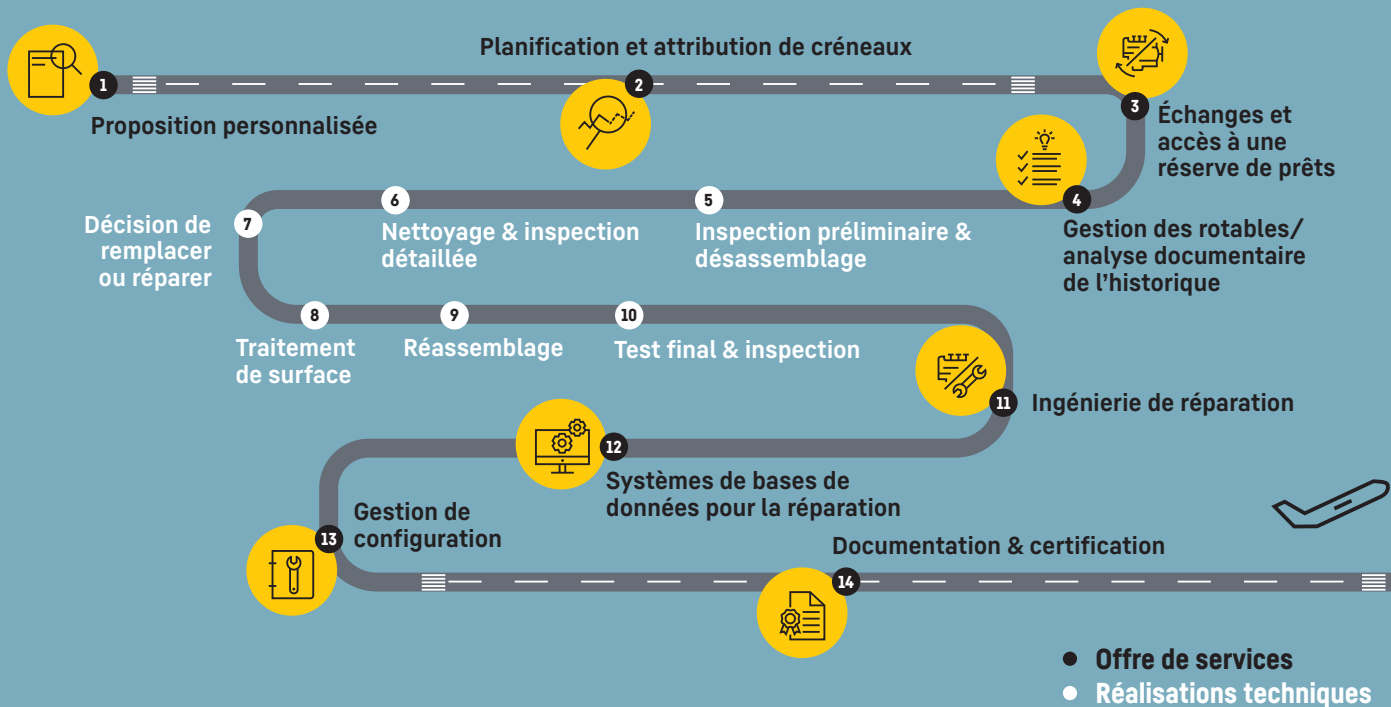 1
Proposition personnalisée
2
Planification et attribution de créneaux
3
Échanges et
accès à une
réserve de prêts
4
Gestion des rotables/
analyse documentaire
de l'historique
5
Inspection préliminaire &
désassemblage
6
Nettoyage & inspection
détaillée
7
Décision de
remplacer
ou réparer
8
Traitement
de surface
9
Réassemblage
10
Test final & inspection
11
Ingénierie de réparation
12
Systèmes de bases de
données pour la réparation
13
Gestion de
configuration
14
Documentation & certification
Offre de services
Réalisations techniques